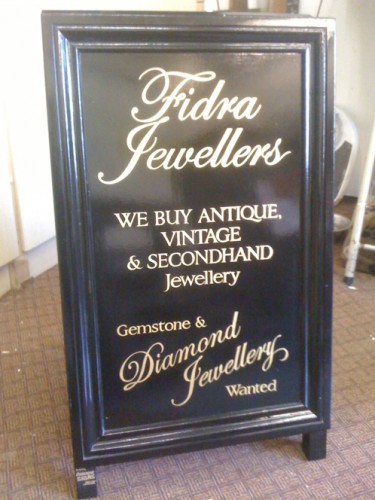 Fidra
Jewellers
WE BUY ANTIQUE,
VINTAGE
& SECONDHAND
Jewellery
Gemstone &
Diamond
Jewellery
Wanted